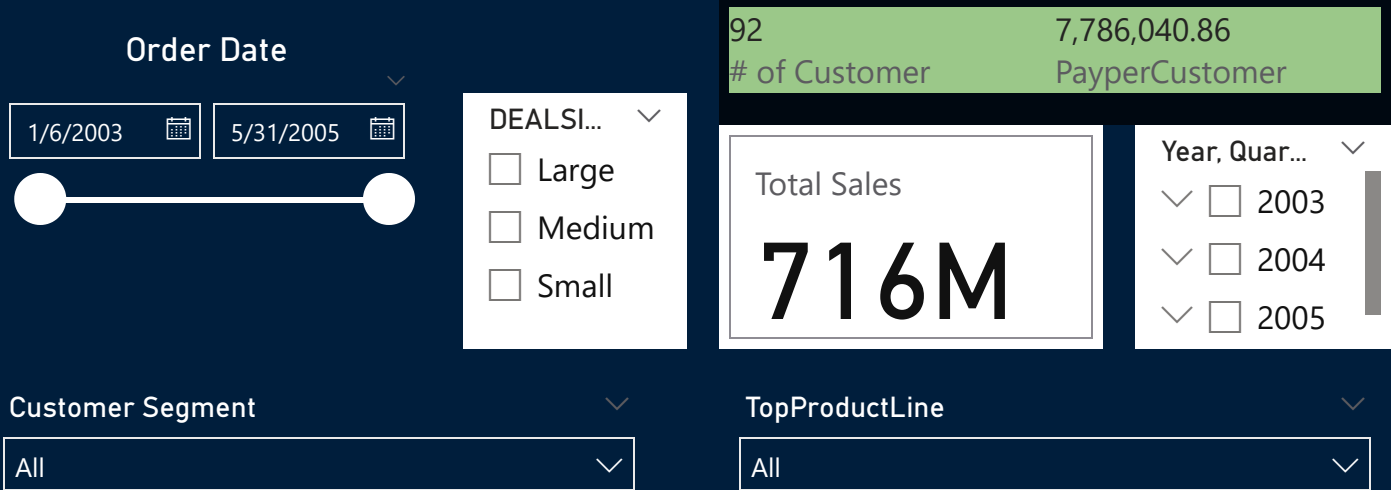 Order Date
1/6/2003
5/31/2005
DEALSI...
Large
Medium
Small
92
# of Customer
7,786,040.86
PayperCustomer
Total Sales
716M
Year, Quar...
2003
2004
2005
Customer Segment
All
TopProductLine
All